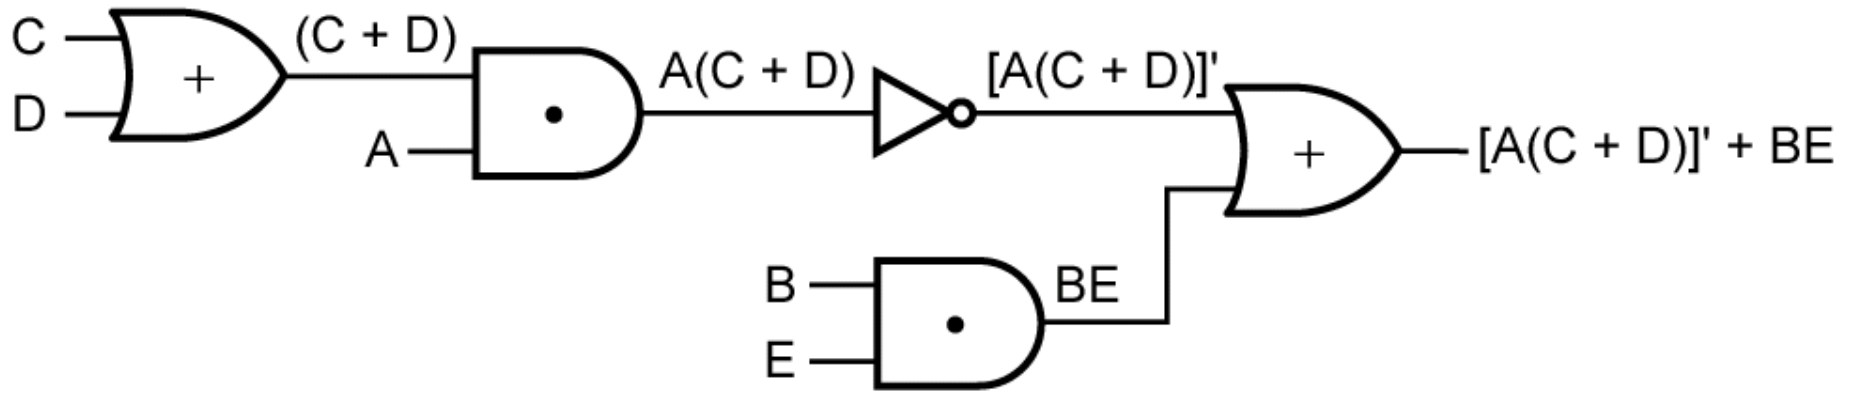 C
(C + D)
D
+
A
•
A(C + D)
[A(C + D)]'
+
[A(C + D)]' + BE
B
E
•
BE